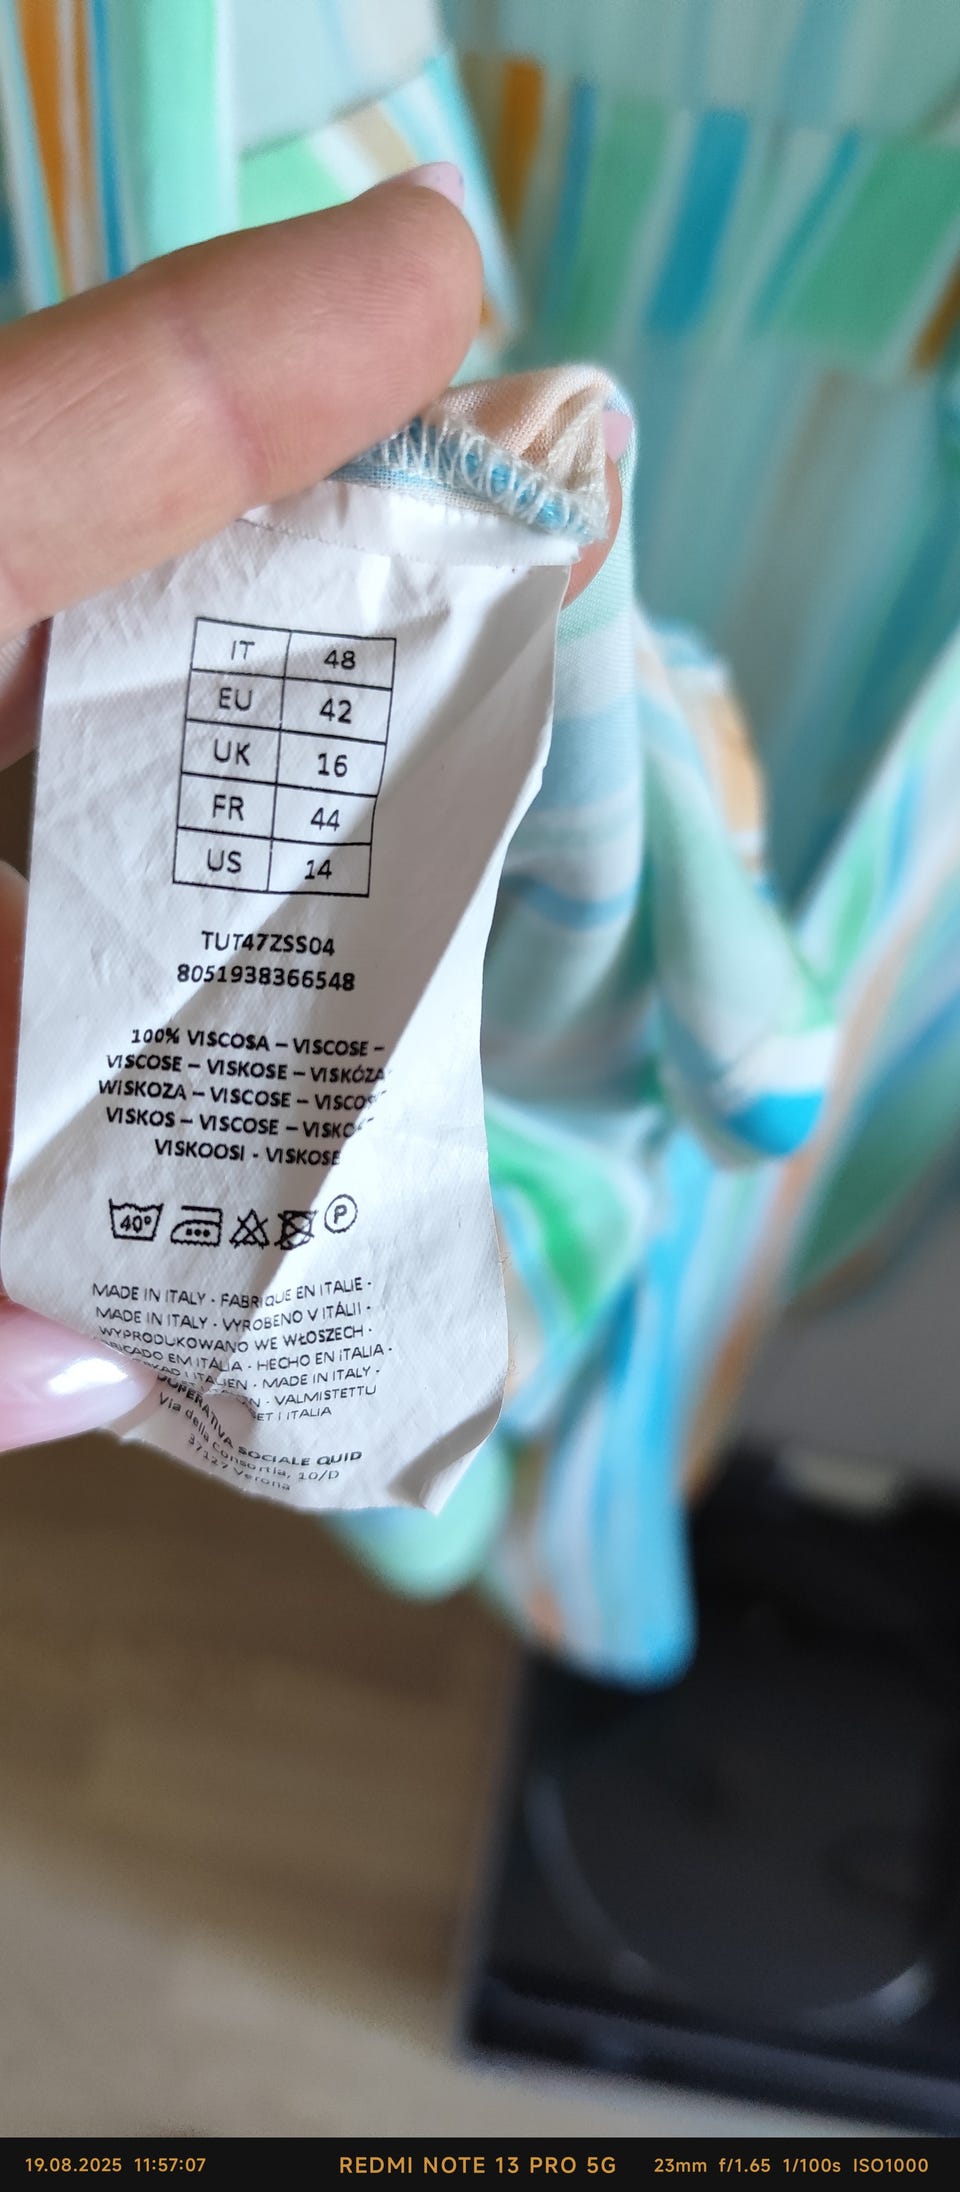 IT 48
EU 42
UK 16
FR 44
US 14
TUT47ZSS04
8051938366548
100% VISCOSA – VISCOSE –
VISCOSE – VISKOSE – VISKÓZA
WISKOZA – VISCOSE –
VISKOS – VISCOSE –
VISKOOSI - VISKOSE
40°
P
MADE IN ITALY - FABRIQUE EN ITALIE -
MADE IN ITALY - VYROBENO V ITÁLII -
WYPRODUKOWANO WE WŁOSZECH -
EM ITÁLIA - HECHO EN ITALIA -
I ITALIEN - MADE IN ITALY -
- VALMISTETTU
I ITALIA
SOCIALE QUID
Via della Consortia, 10/D
37127 Verona
19.08.2025 11:57:07 REDMI NOTE 13 PRO 5G 23mm f/1.65 1/100s ISO1000